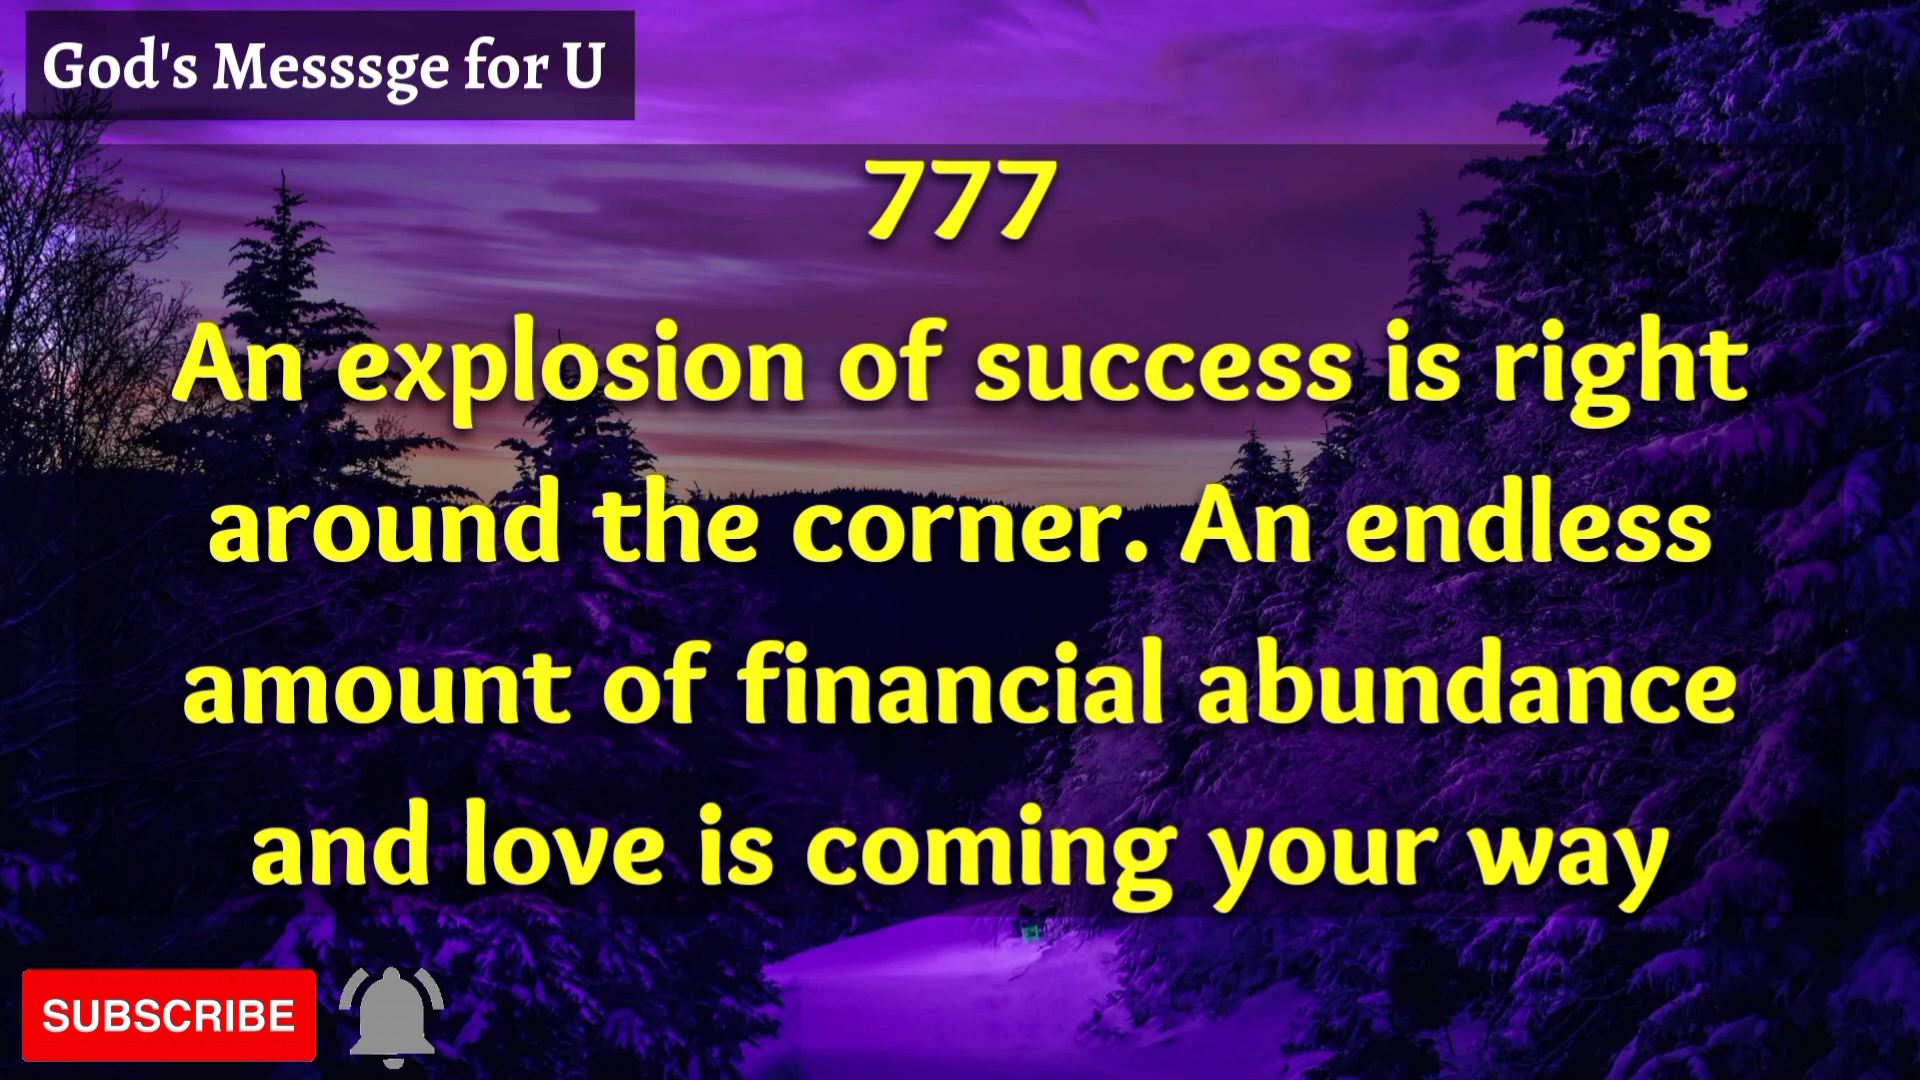 God's Messsge for U
777
An explosion of success is right
around the corner. An endless
amount of financial abundance
and love is coming your way
SUBSCRIBE